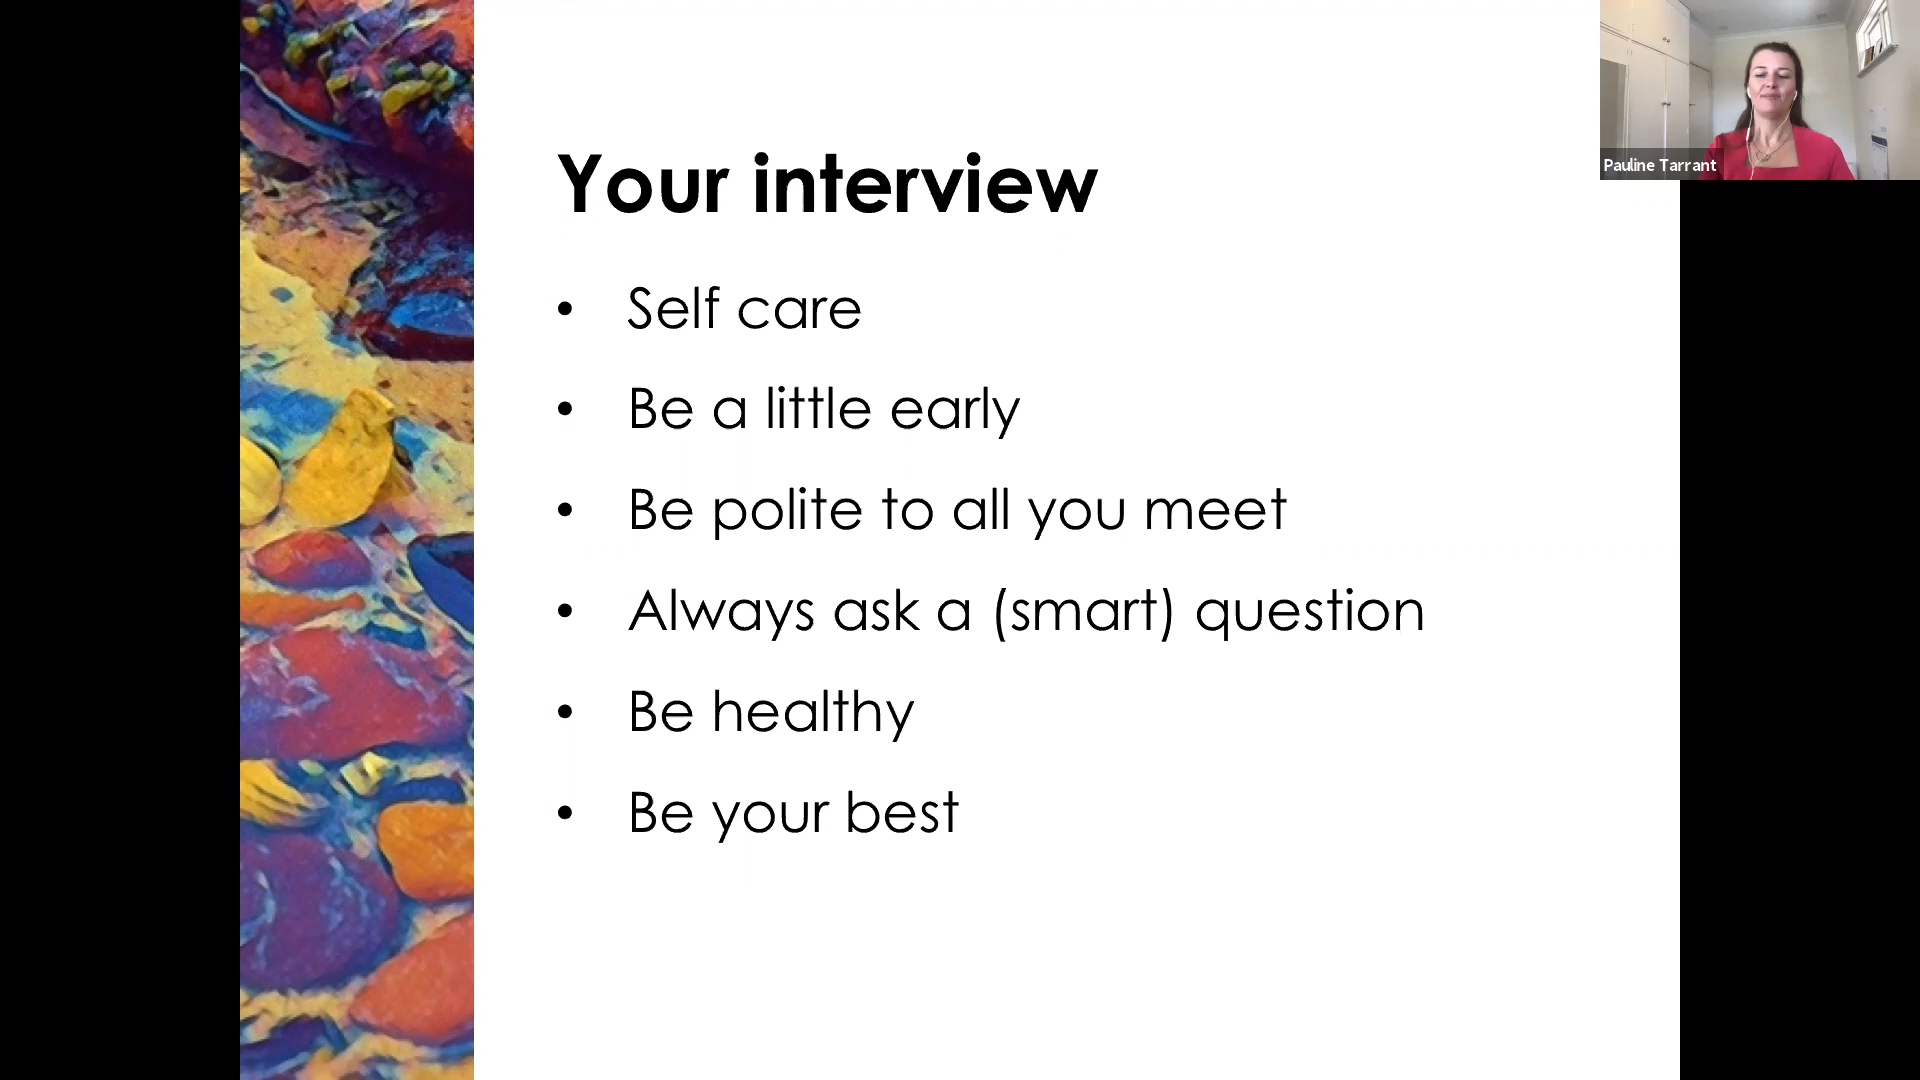 Your interview
• Self care
• Be a little early
• Be polite to all you meet
• Always ask a (smart) question
• Be healthy
• Be your best
Pauline Tarrant